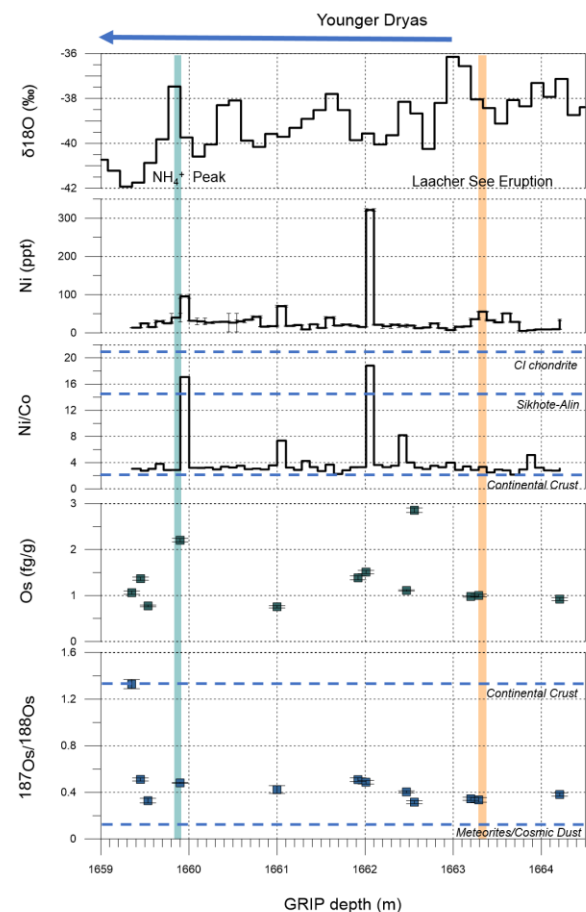 Younger Dryas
-36
-38
-40
-42
δ18O (‰)
NH₄⁺ Peak
Laacher See Eruption
300
200
100
0
Ni (ppt)
20
16
12
8
4
0
Ni/Co
CI chondrite
Sikhote-Alin
Continental Crust
3
2
1
0
Os (fg/g)
1.6
1.2
0.8
0.4
0
187Os/188Os
Continental Crust
Meteorites/Cosmic Dust
1659
1660
1661
1662
1663
1664
GRIP depth (m)